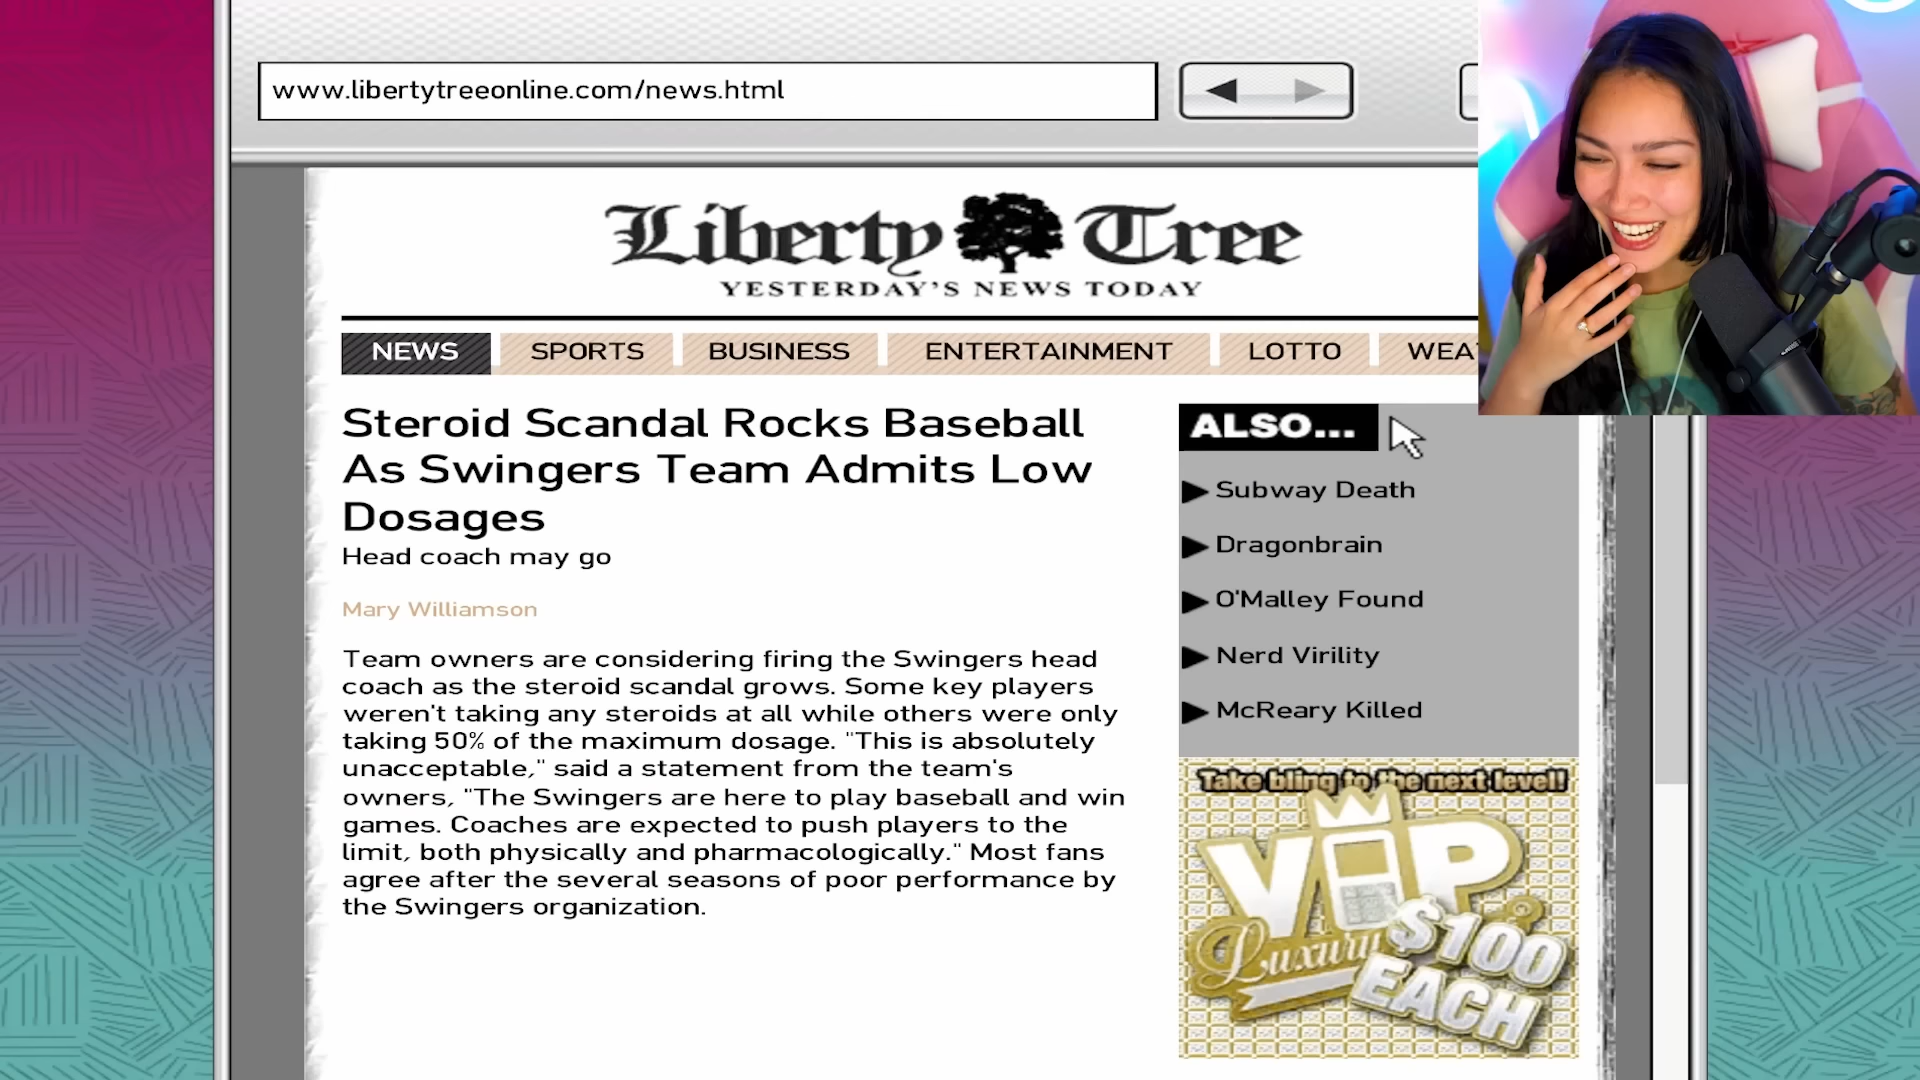 www.libertytreeonline.com/news.html
Liberty Tree
YESTERDAY'S NEWS TODAY
NEWS SPORTS BUSINESS ENTERTAINMENT LOTTO WEA
Steroid Scandal Rocks Baseball
As Swingers Team Admits Low
Dosages
Head coach may go
Mary Williamson
Team owners are considering firing the Swingers head
coach as the steroid scandal grows. Some key players
weren't taking any steroids at all while others were only
taking 50% of the maximum dosage. "This is absolutely
unacceptable," said a statement from the team's
owners, "The Swingers are here to play baseball and win
games. Coaches are expected to push players to the
limit, both physically and pharmacologically." Most fans
agree after the several seasons of poor performance by
the Swingers organization.
ALSO...
Subway Death
Dragonbrain
O'Malley Found
Nerd Virility
McReary Killed
Take bling to the next level!
VIP
Luxury
$100
EACH